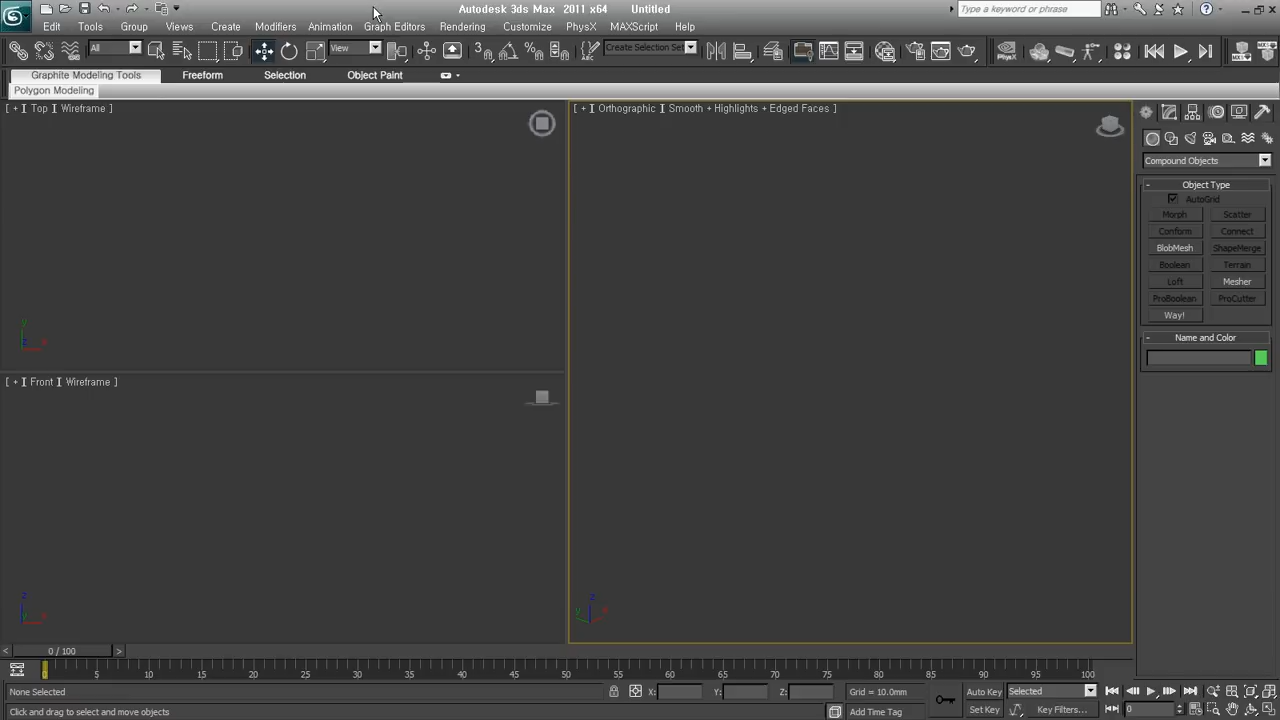 Autodesk 3ds Max 2011 x64 Untitled
Type a keyword or phrase
Edit Tools Group Views Create Modifiers Animation Graph Editors Rendering Customize PhysX MAXScript Help
All View Create Selection Set
Graphite Modeling Tools Freeform Selection Object Paint
Polygon Modeling
[ + ] Top ] Wireframe ]
[ + ] Orthographic ] Smooth + Highlights + Edged Faces ]
Compound Objects
- Object Type
AutoGrid
Morph Scatter
Conform Connect
BlobMesh ShapeMerge
Boolean Terrain
Loft Mesher
ProBoolean ProCutter
Way!
- Name and Color
y
z x
[ + ] Front ] Wireframe ]
z
y x
z
y x
< 0 / 100 >
0 5 10 15 20 25 30 35 40 45 50 55 60 65 70 75 80 85 90 95 100
None Selected X: Y: Z: Grid = 10.0mm Auto Key Selected
Click and drag to select and move objects Add Time Tag Set Key Key Filters... 0